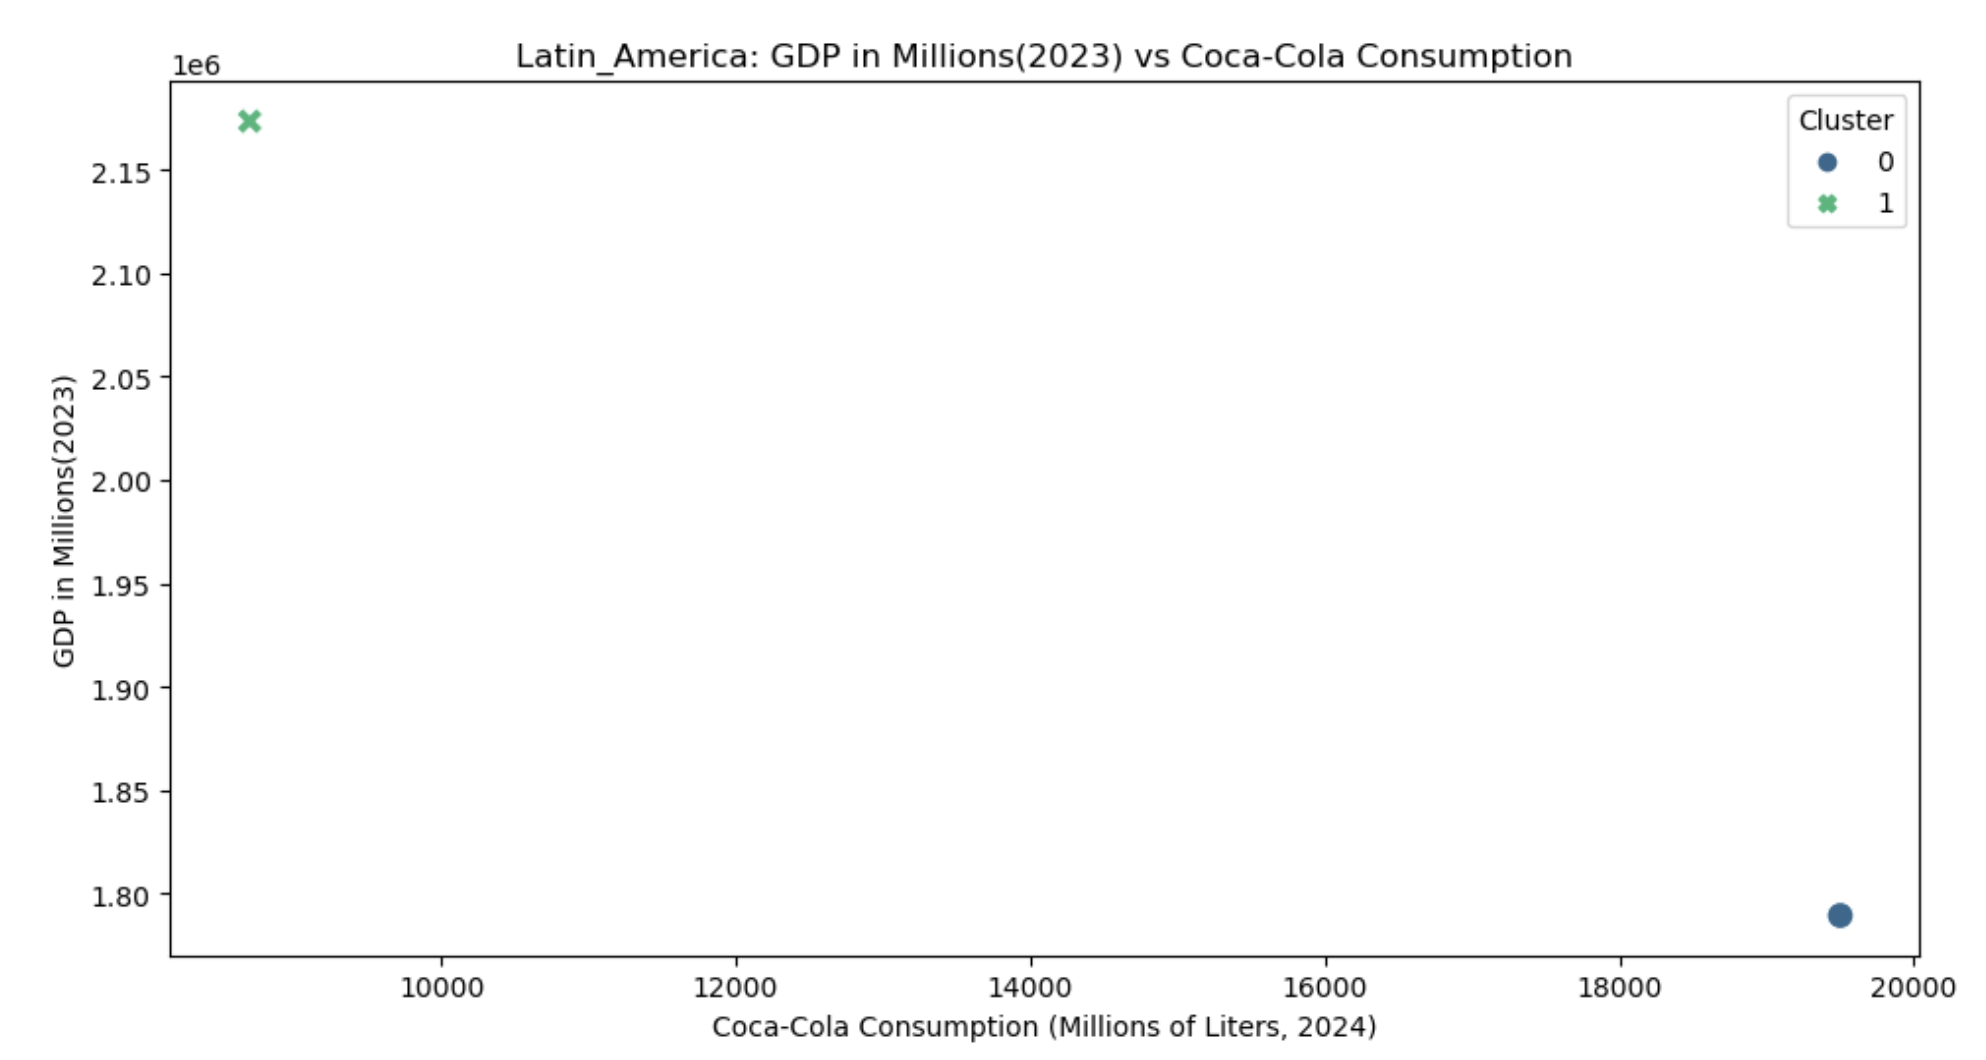 Latin_America: GDP in Millions(2023) vs Coca-Cola Consumption
1e6
Cluster
0
1
2.15
2.10
2.05
2.00
1.95
1.90
1.85
1.80
GDP in Millions(2023)
10000 12000 14000 16000 18000 20000
Coca-Cola Consumption (Millions of Liters, 2024)